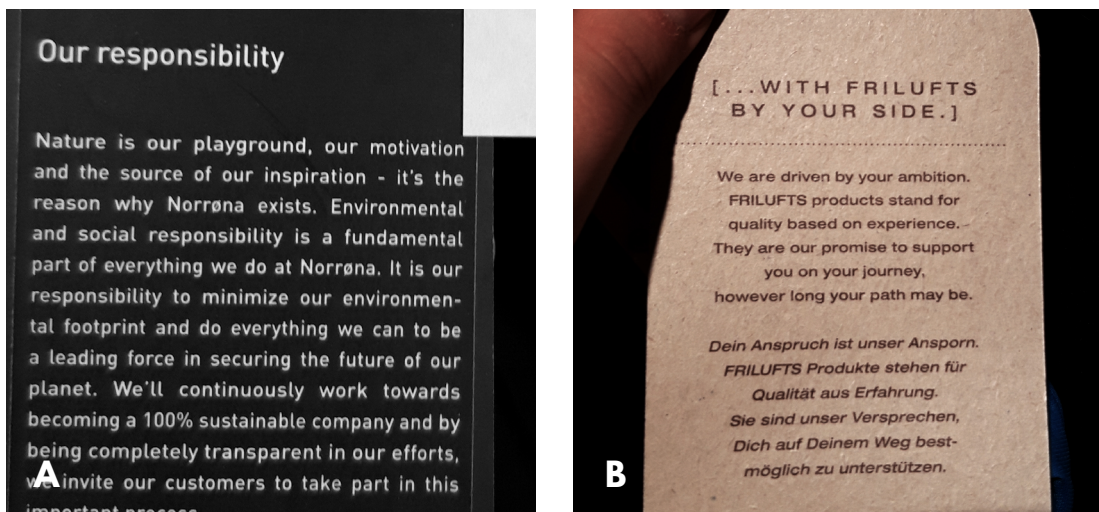 Our responsibility
Nature is our playground, our motivation
and the source of our inspiration - it's the
reason why Norrøna exists. Environmental
and social responsibility is a fundamental
part of everything we do at Norrøna. It is our
responsibility to minimize our environmen-
tal footprint and do everything we can to be
a leading force in securing the future of our
planet. We'll continuously work towards
becoming a 100% sustainable company and by
being completely transparent in our efforts,
we invite our customers to take part in this
important process
A
[...WITH FRILUFTS
BY YOUR SIDE.]
We are driven by your ambition.
FRILUFTS products stand for
quality based on experience.
They are our promise to support
you on your journey,
however long your path may be.
Dein Anspruch ist unser Ansporn.
FRILUFTS Produkte stehen für
Qualität aus Erfahrung.
Sie sind unser Versprechen,
Dich auf Deinem Weg best-
möglich zu unterstützen.
B